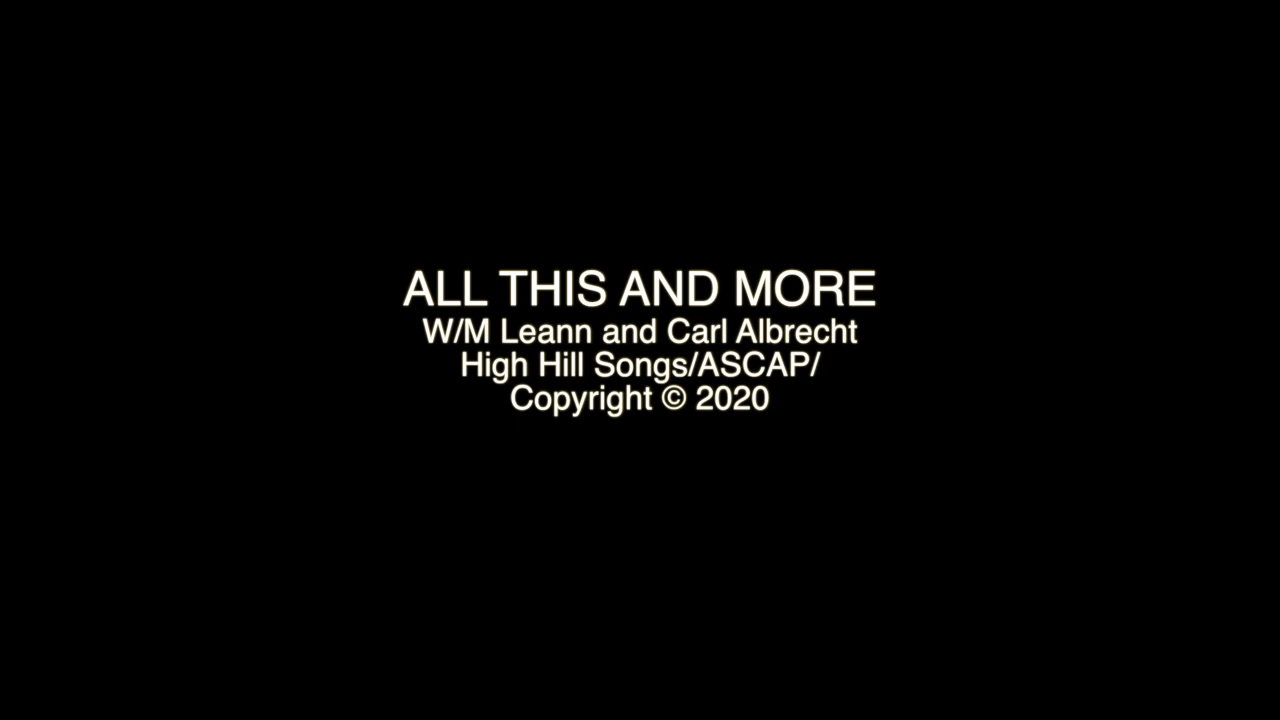 ALL THIS AND MORE
W/M Leann and Carl Albrecht
High Hill Songs/ASCAP/
Copyright © 2020